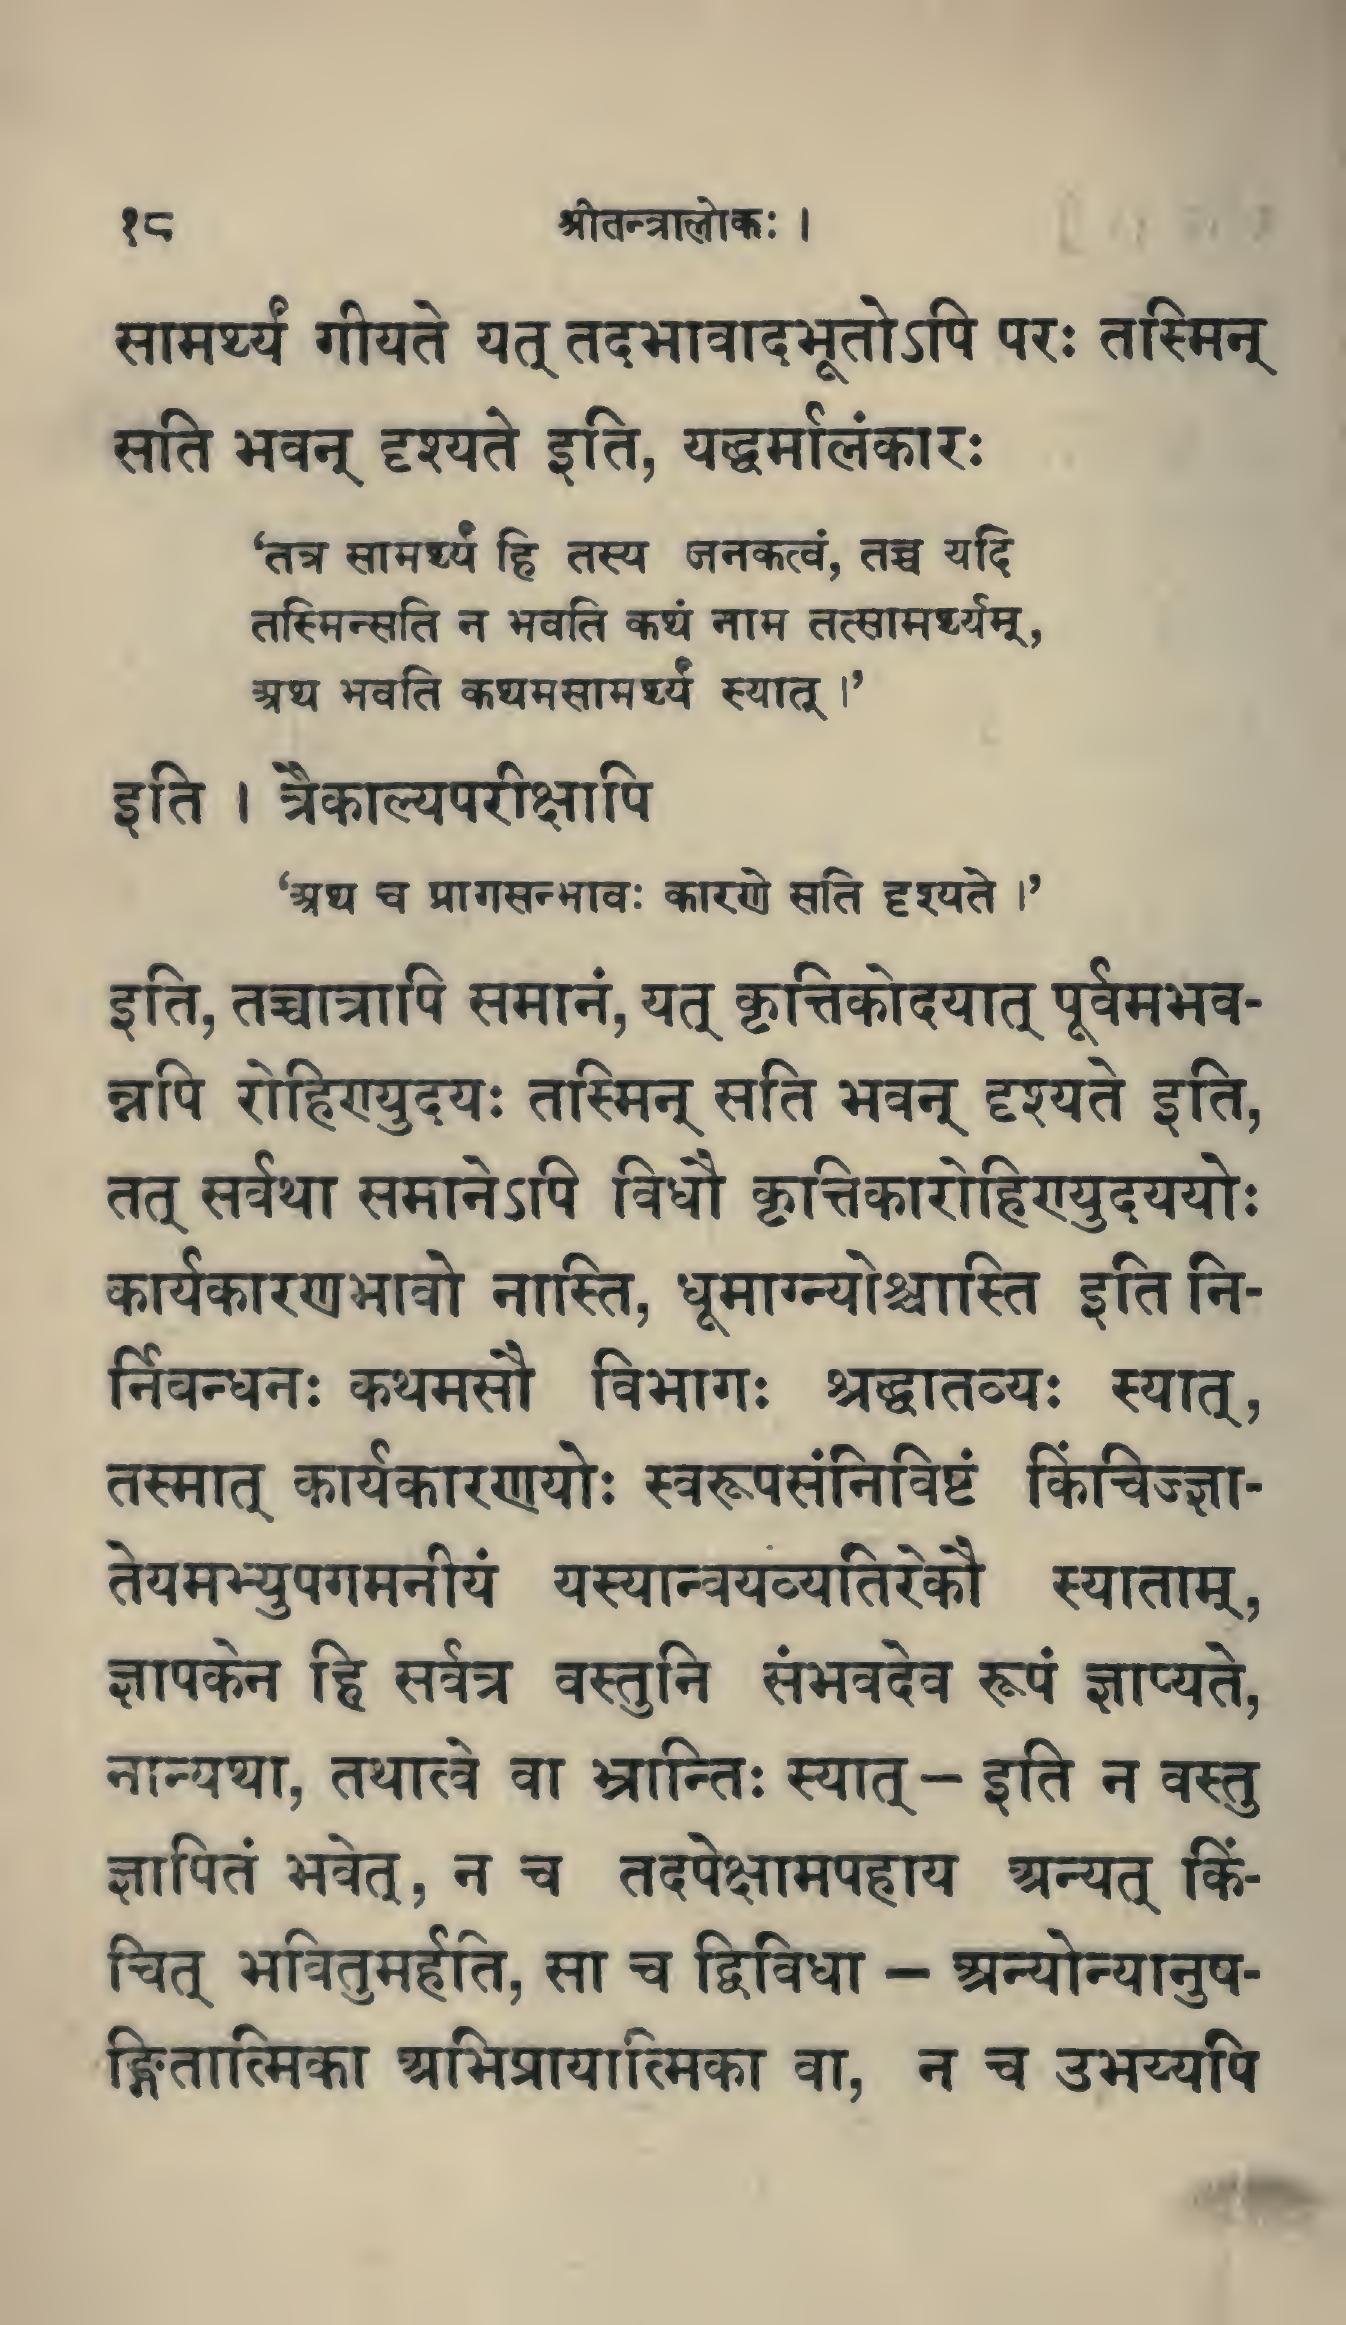 १८
श्रीतन्त्रालोकः ।
सामर्थ्यं गीयते यत् तदभावादभूतोऽपि परः तस्मिन्
सति भवन् दृश्यते इति, यद्धर्मालंकारः
‘तत्र सामर्थ्यं हि तस्य जनकत्वं, तच्च यदि
तस्मिन्सति न भवति कथं नाम तत्सामर्थ्यम्,
अथ भवति कथमसामर्थ्यं स्यात् ।’
इति । त्रैकाल्यपरीक्षापि
‘अथ च प्रागसन्भावः कारणे सति दृश्यते ।’
इति, तच्चात्रापि समानं, यत् कृत्तिकोदयात् पूर्वमभव-
न्नपि रोहिण्युदयः तस्मिन् सति भवन् दृश्यते इति,
तत् सर्वथा समानेऽपि विधौ कृत्तिकारोहिण्युदययोः
कार्यकारणभावो नास्ति, धूमाग्न्योश्चास्ति इति नि-
र्निबन्धनः कथमसौ विभागः श्रद्धातव्यः स्यात्,
तस्मात् कार्यकारणयोः स्वरूपसंनिविष्टं किंचिज्ज्ञा-
तेयमभ्युपगमनीयं यस्यान्वयव्यतिरेकौ स्याताम्,
ज्ञापकेन हि सर्वत्र वस्तुनि संभवदेव रूपं ज्ञाप्यते,
नान्यथा, तथात्वे वा भ्रान्तिः स्यात् – इति न वस्तु
ज्ञापितं भवेत्, न च तदपेक्षामपहाय अन्यत् किं-
चित् भवितुमर्हति, सा च द्विविधा – अन्योन्यानुष-
ङ्गितात्मिका अभिप्रायात्मिका वा, न च उभय्यपि